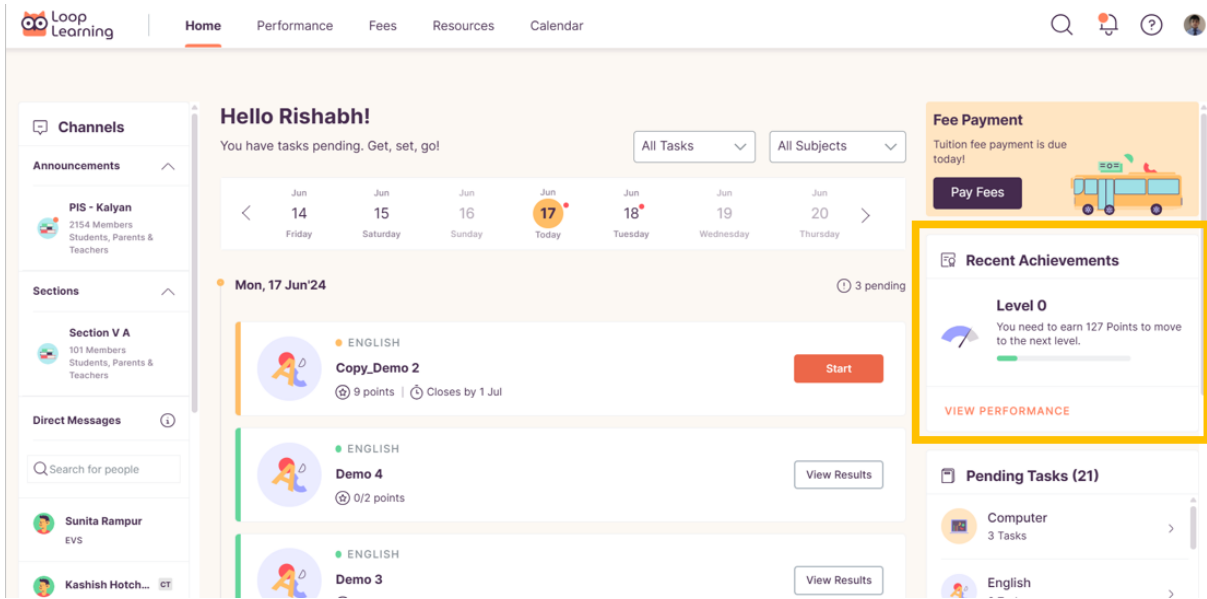 Loop
Learning
Home
Performance
Fees
Resources
Calendar
Channels
Announcements
PIS - Kalyan
2154 Members
Students, Parents &
Teachers
Sections
Section V A
101 Members
Students, Parents &
Teachers
Direct Messages
Search for people
Sunita Rampur
EVS
Kashish Hotch... CT
Hello Rishabh!
You have tasks pending. Get, set, go!
All Tasks
All Subjects
Jun Jun Jun Jun Jun Jun Jun
14 15 16 17 18 19 20
Friday Saturday Sunday Today Tuesday Wednesday Thursday
Mon, 17 Jun'24
3 pending
ENGLISH
Copy_Demo 2
9 points | Closes by 1 Jul
Start
ENGLISH
Demo 4
0/2 points
View Results
ENGLISH
Demo 3
View Results
Fee Payment
Tuition fee payment is due
today!
Pay Fees
Recent Achievements
Level 0
You need to earn 127 Points to move
to the next level.
VIEW PERFORMANCE
Pending Tasks (21)
Computer
3 Tasks
English